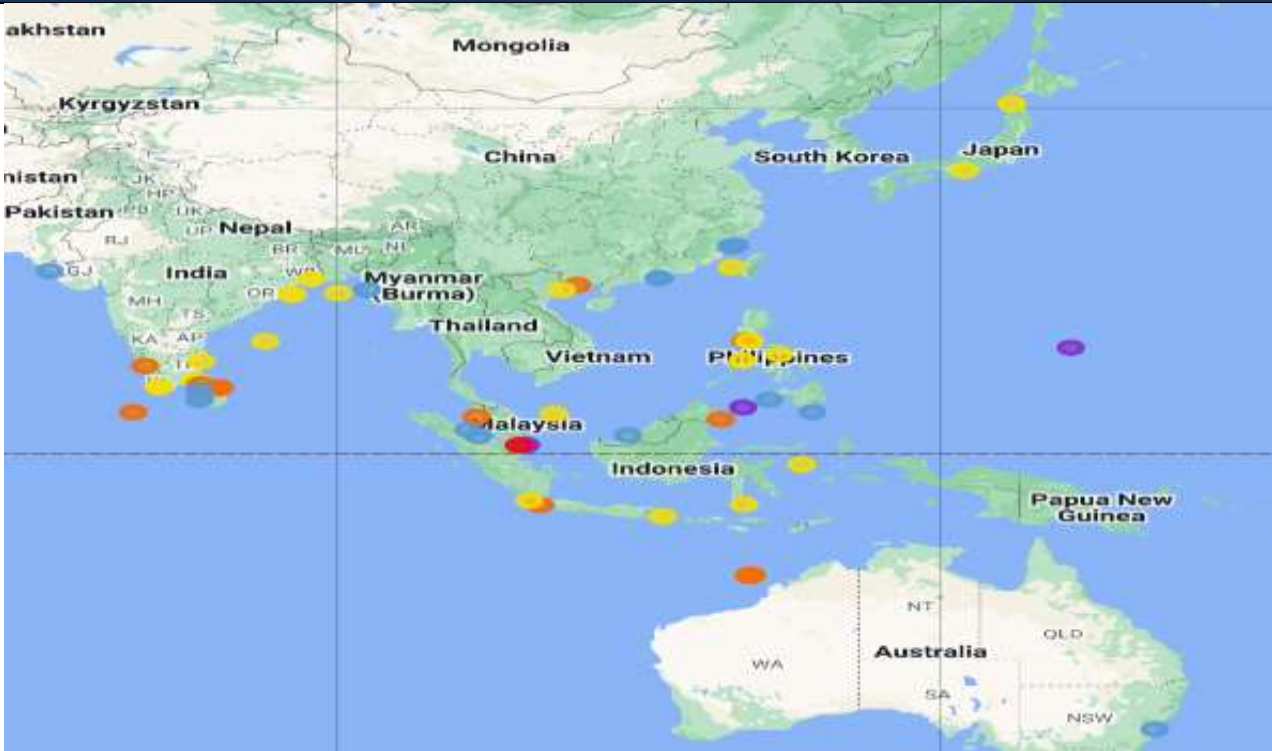 akhstan
Mongolia
Kyrgyzstan
China
South Korea
Japan
nistan
JK
HP
Pakistan
PB
UK
UP
Nepal
AR
RJ
BR
NL
GJ
India
Myanmar
(Burma)
OR
MH
TS
Thailand
KA
AP
Vietnam
Philippines
Malaysia
Indonesia
Papua New
Guinea
NT
QLD
Australia
WA
SA
NSW